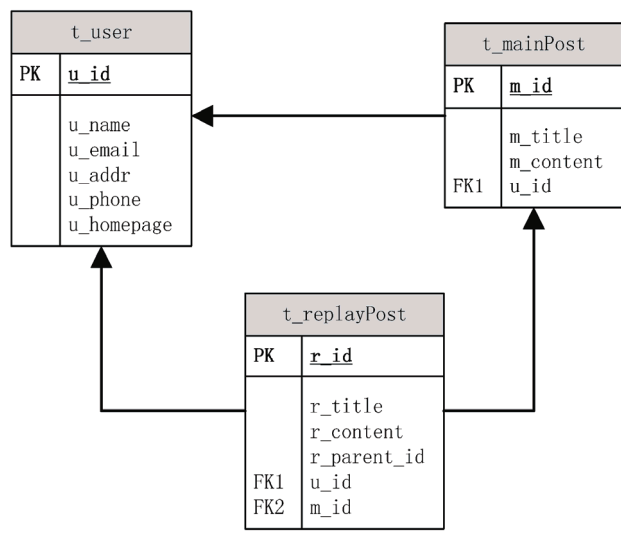 t_user
PK u_id
u_name
u_email
u_addr
u_phone
u_homepage
t_mainPost
PK m_id
m_title
m_content
FK1 u_id
t_replayPost
PK r_id
r_title
r_content
r_parent_id
FK1 u_id
FK2 m_id